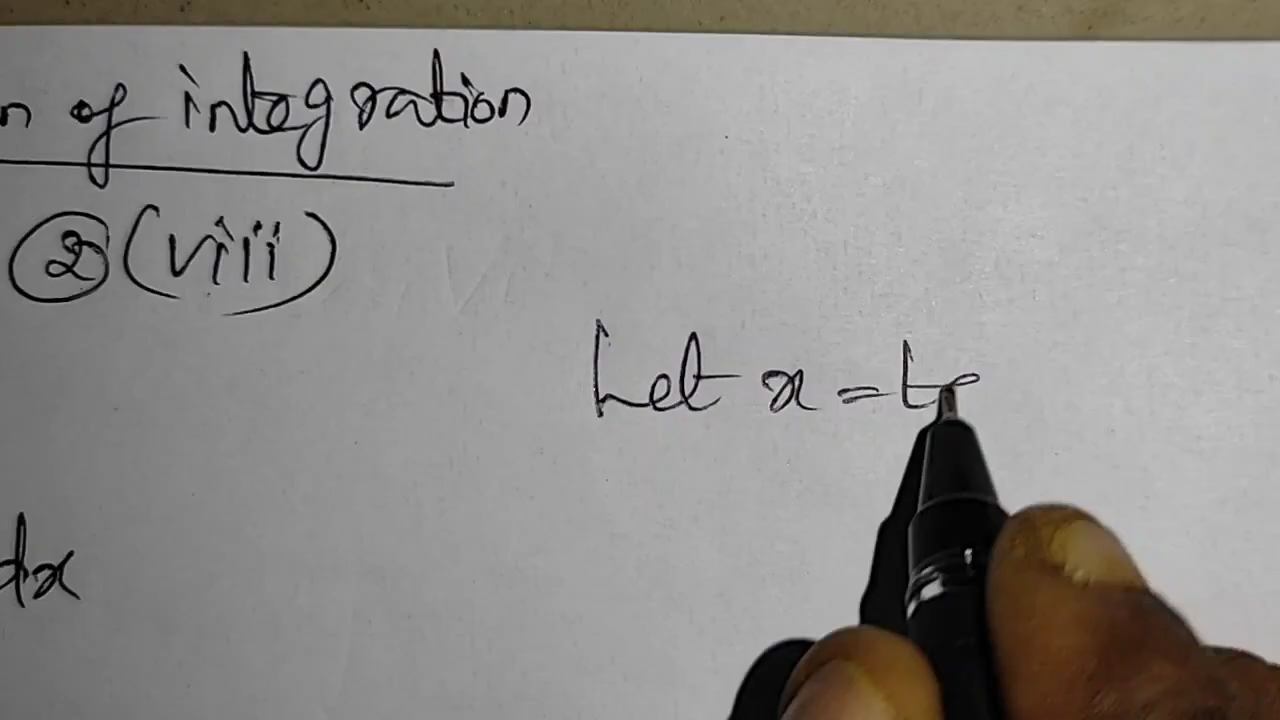 n of integration
② (viii)
Let x = t
dx